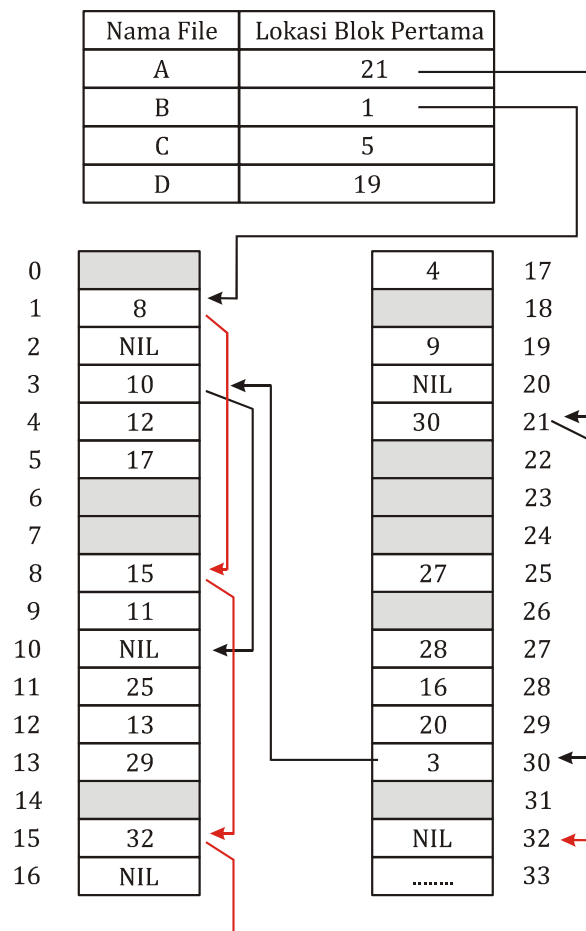 Nama File Lokasi Blok Pertama
A 21
B 1
C 5
D 19
0
1 8
2 NIL
3 10
4 12
5 17
6
7
8 15
9 11
10 NIL
11 25
12 13
13 29
14
15 32
16 NIL
4 17
18
9 19
NIL 20
30 21
22
23
24
27 25
26
28 27
16 28
20 29
3 30
31
NIL 32
........ 33